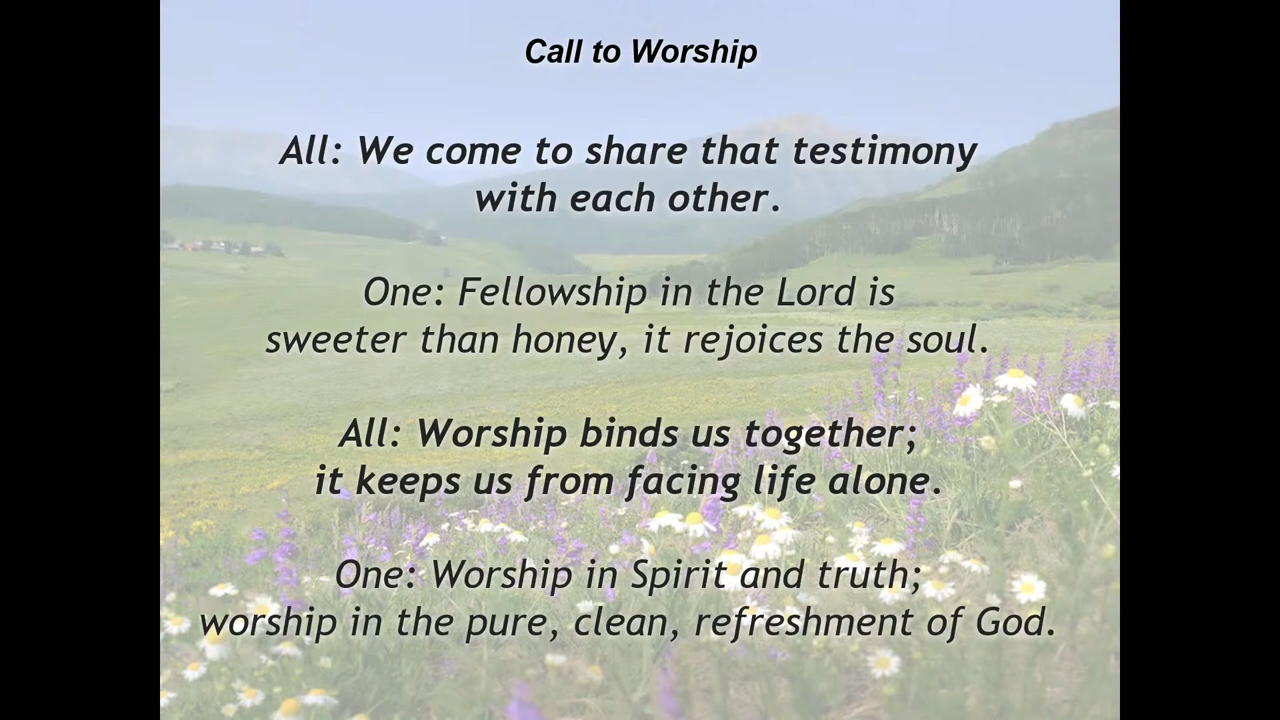 Call to Worship
All: We come to share that testimony
with each other.
One: Fellowship in the Lord is
sweeter than honey, it rejoices the soul.
All: Worship binds us together;
it keeps us from facing life alone.
One: Worship in Spirit and truth;
worship in the pure, clean, refreshment of God.